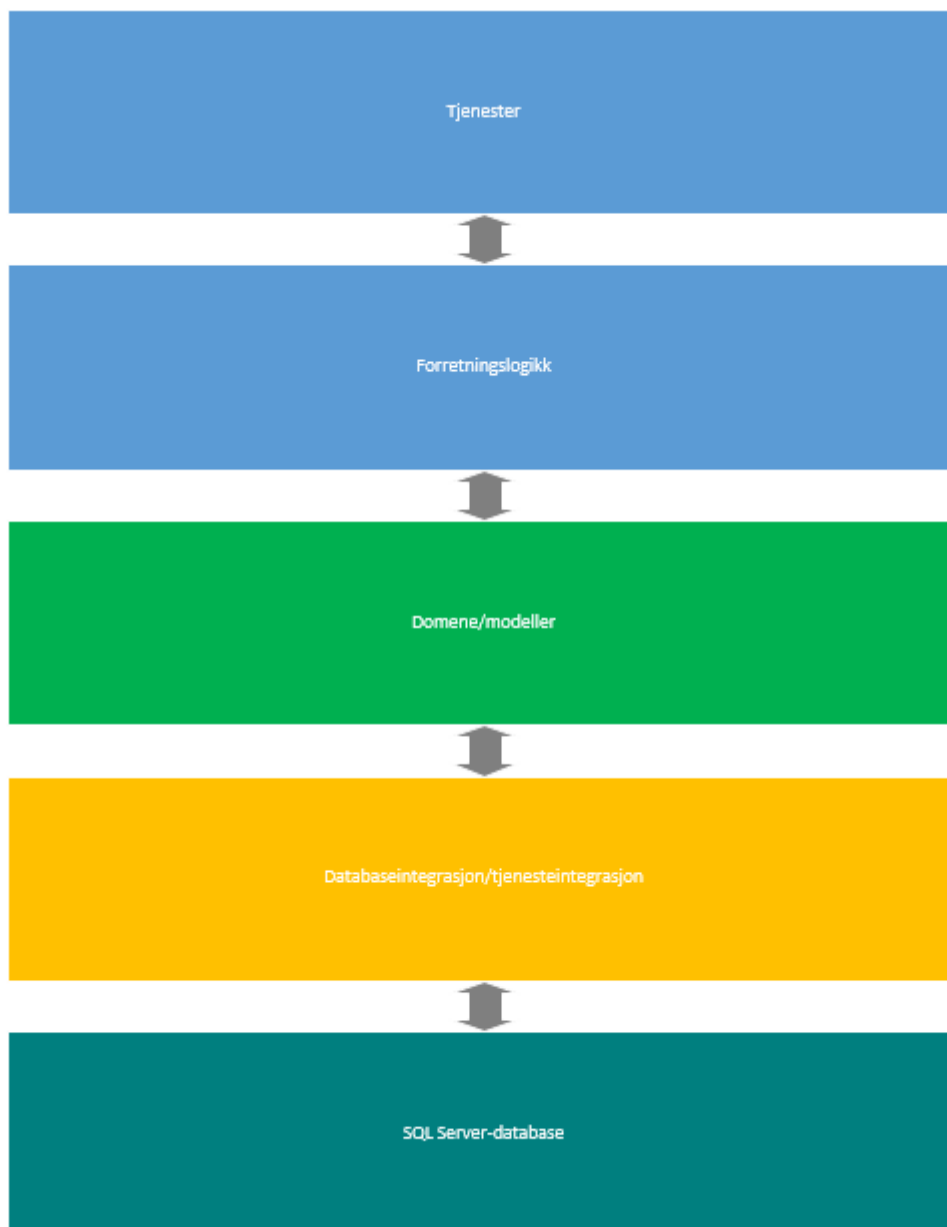 Tjenester
Forretningslogikk
Domene/modeller
Databaseintegrasjon/tjenesteintegrasjon
SQL Server-database